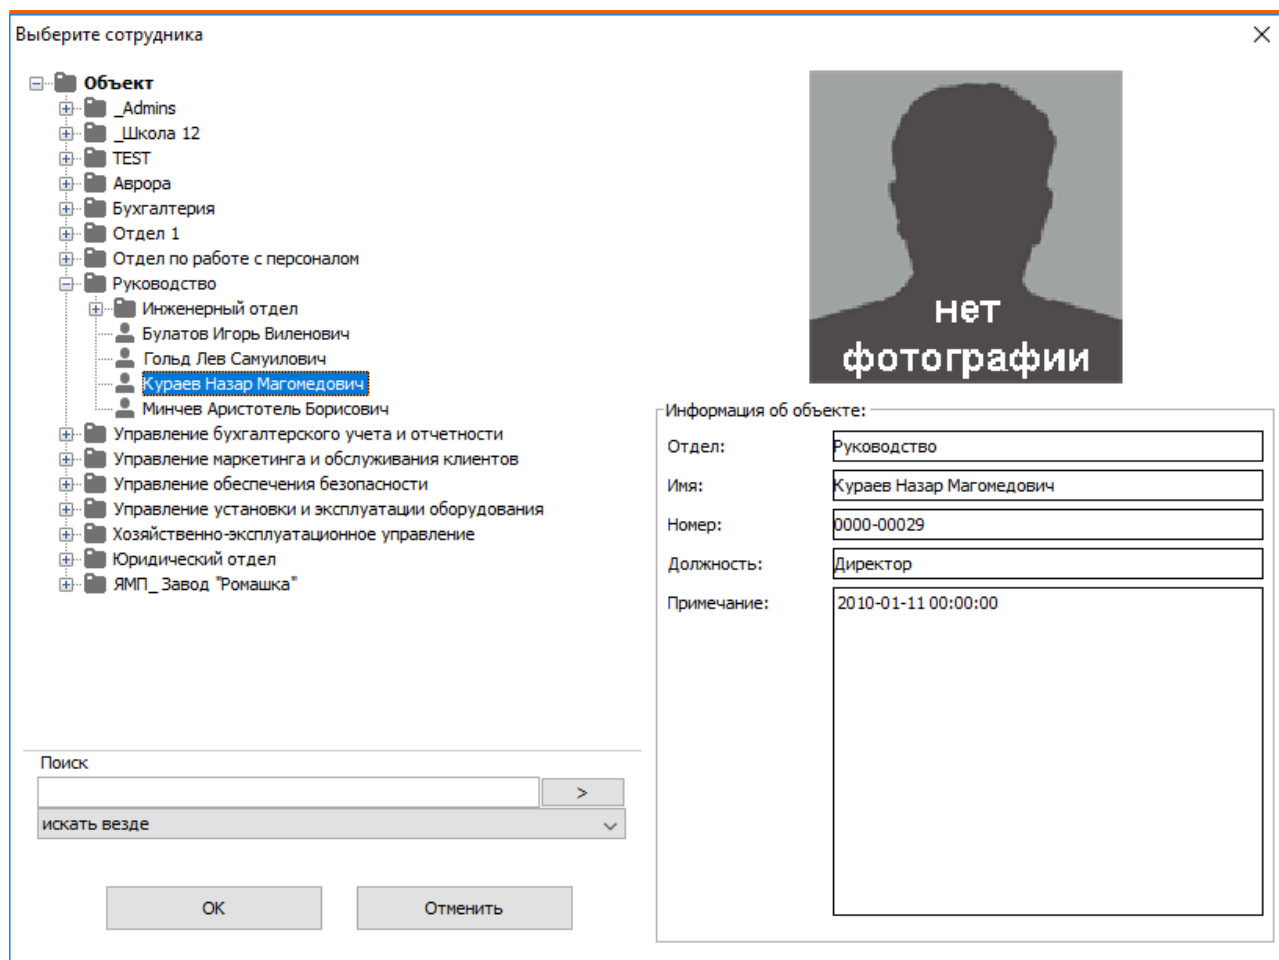 Выберите сотрудника
Объект
_Admins
_Школа 12
TEST
Аврора
Бухгалтерия
Отдел 1
Отдел по работе с персоналом
Руководство
Инженерный отдел
Булатов Игорь Виленович
Гольд Лев Самуилович
Кураев Назар Магомедович
Минчев Аристотель Борисович
Управление бухгалтерского учета и отчетности
Управление маркетинга и обслуживания клиентов
Управление обеспечения безопасности
Управление установки и эксплуатации оборудования
Хозяйственно-эксплуатационное управление
Юридический отдел
ЯМП_ Завод "Ромашка"
Поиск
>
искать везде
OK
Отменить
нет
фотографии
Информация об объекте:
Отдел: Руководство
Имя: Кураев Назар Магомедович
Номер: 0000-00029
Должность: Директор
Примечание: 2010-01-11 00:00:00